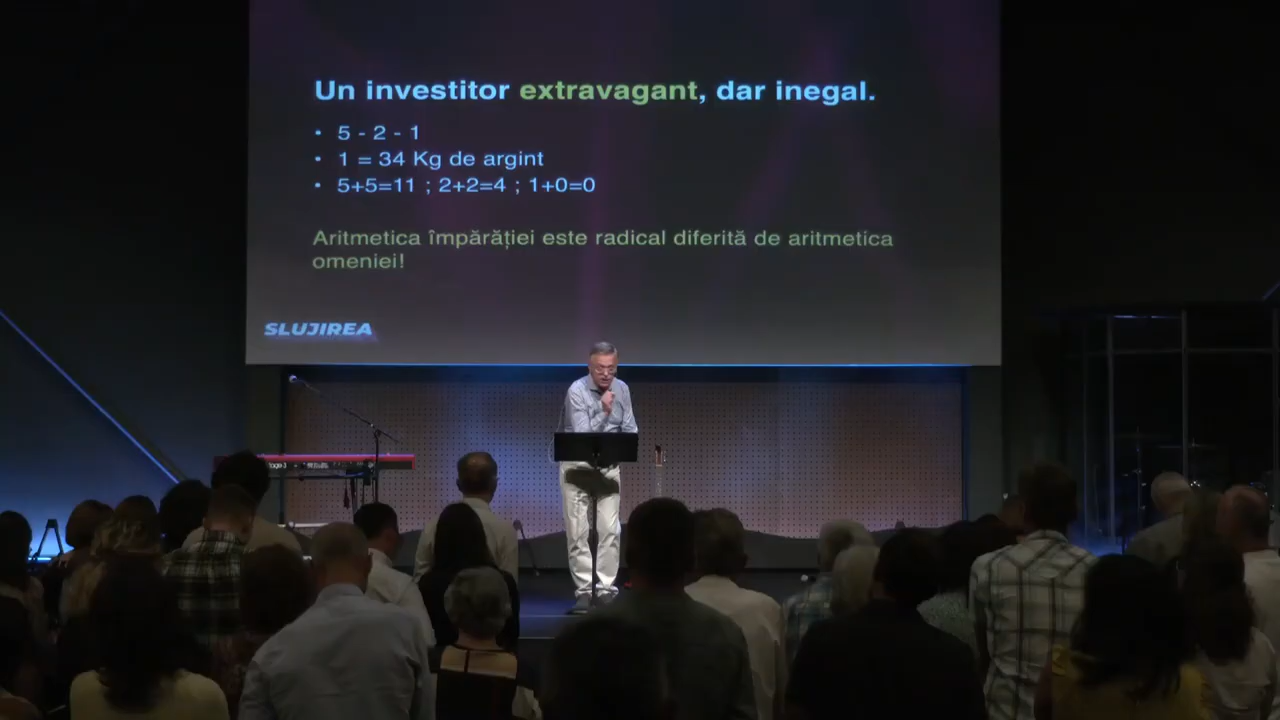 Un investitor extravagant, dar inegal.
• 5 - 2 - 1
• 1 = 34 Kg de argint
• 5+5=11 ; 2+2=4 ; 1+0=0
Aritmetica împărăției este radical diferită de aritmetica
omeniei!
SLUJIREA